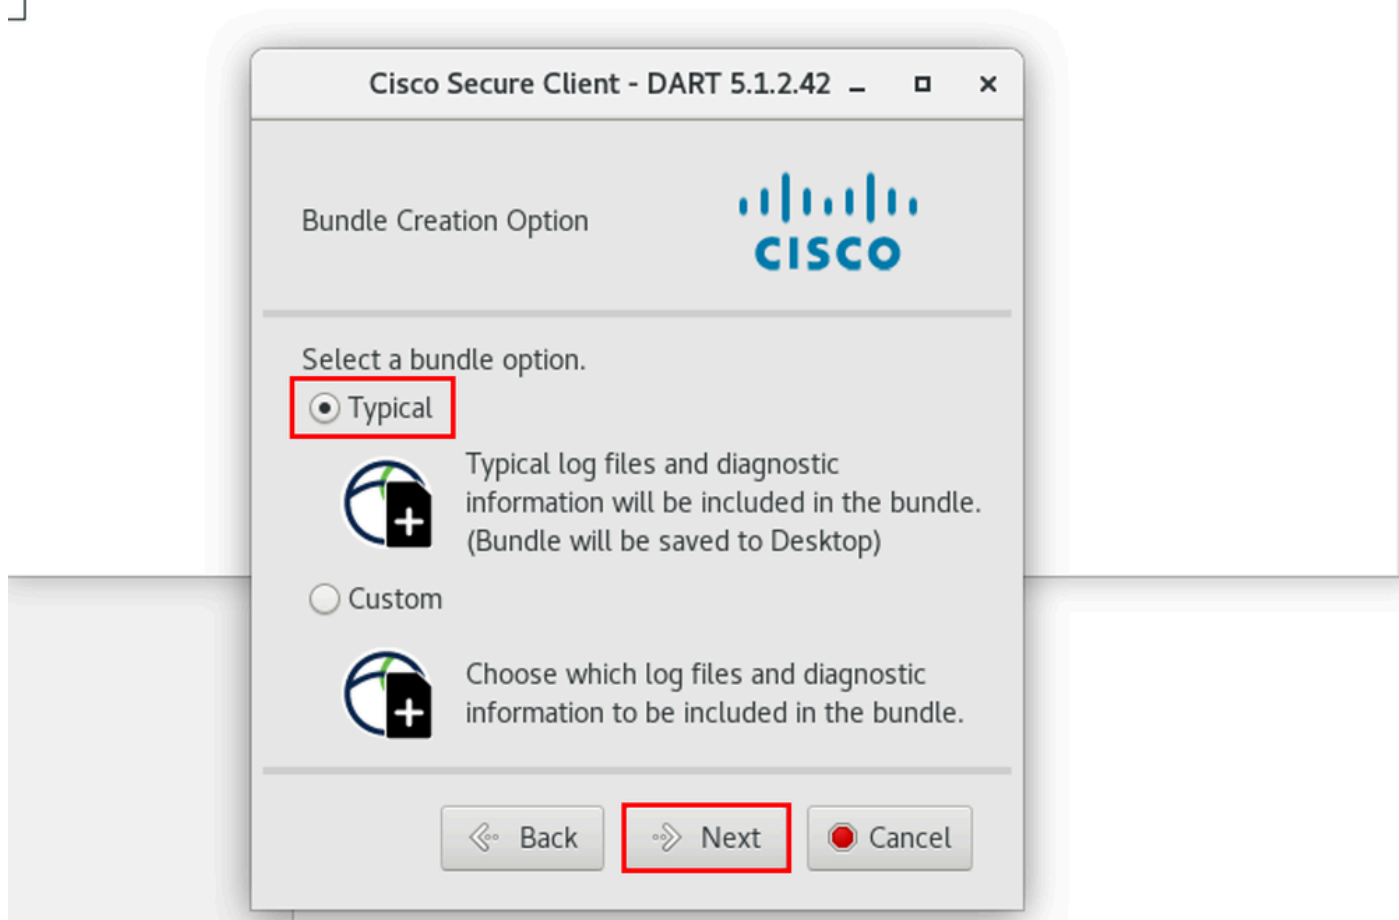 Cisco Secure Client - DART 5.1.2.42
Bundle Creation Option
CISCO
Select a bundle option.
Typical
Typical log files and diagnostic
information will be included in the bundle.
(Bundle will be saved to Desktop)
Custom
Choose which log files and diagnostic
information to be included in the bundle.
Back
Next
Cancel